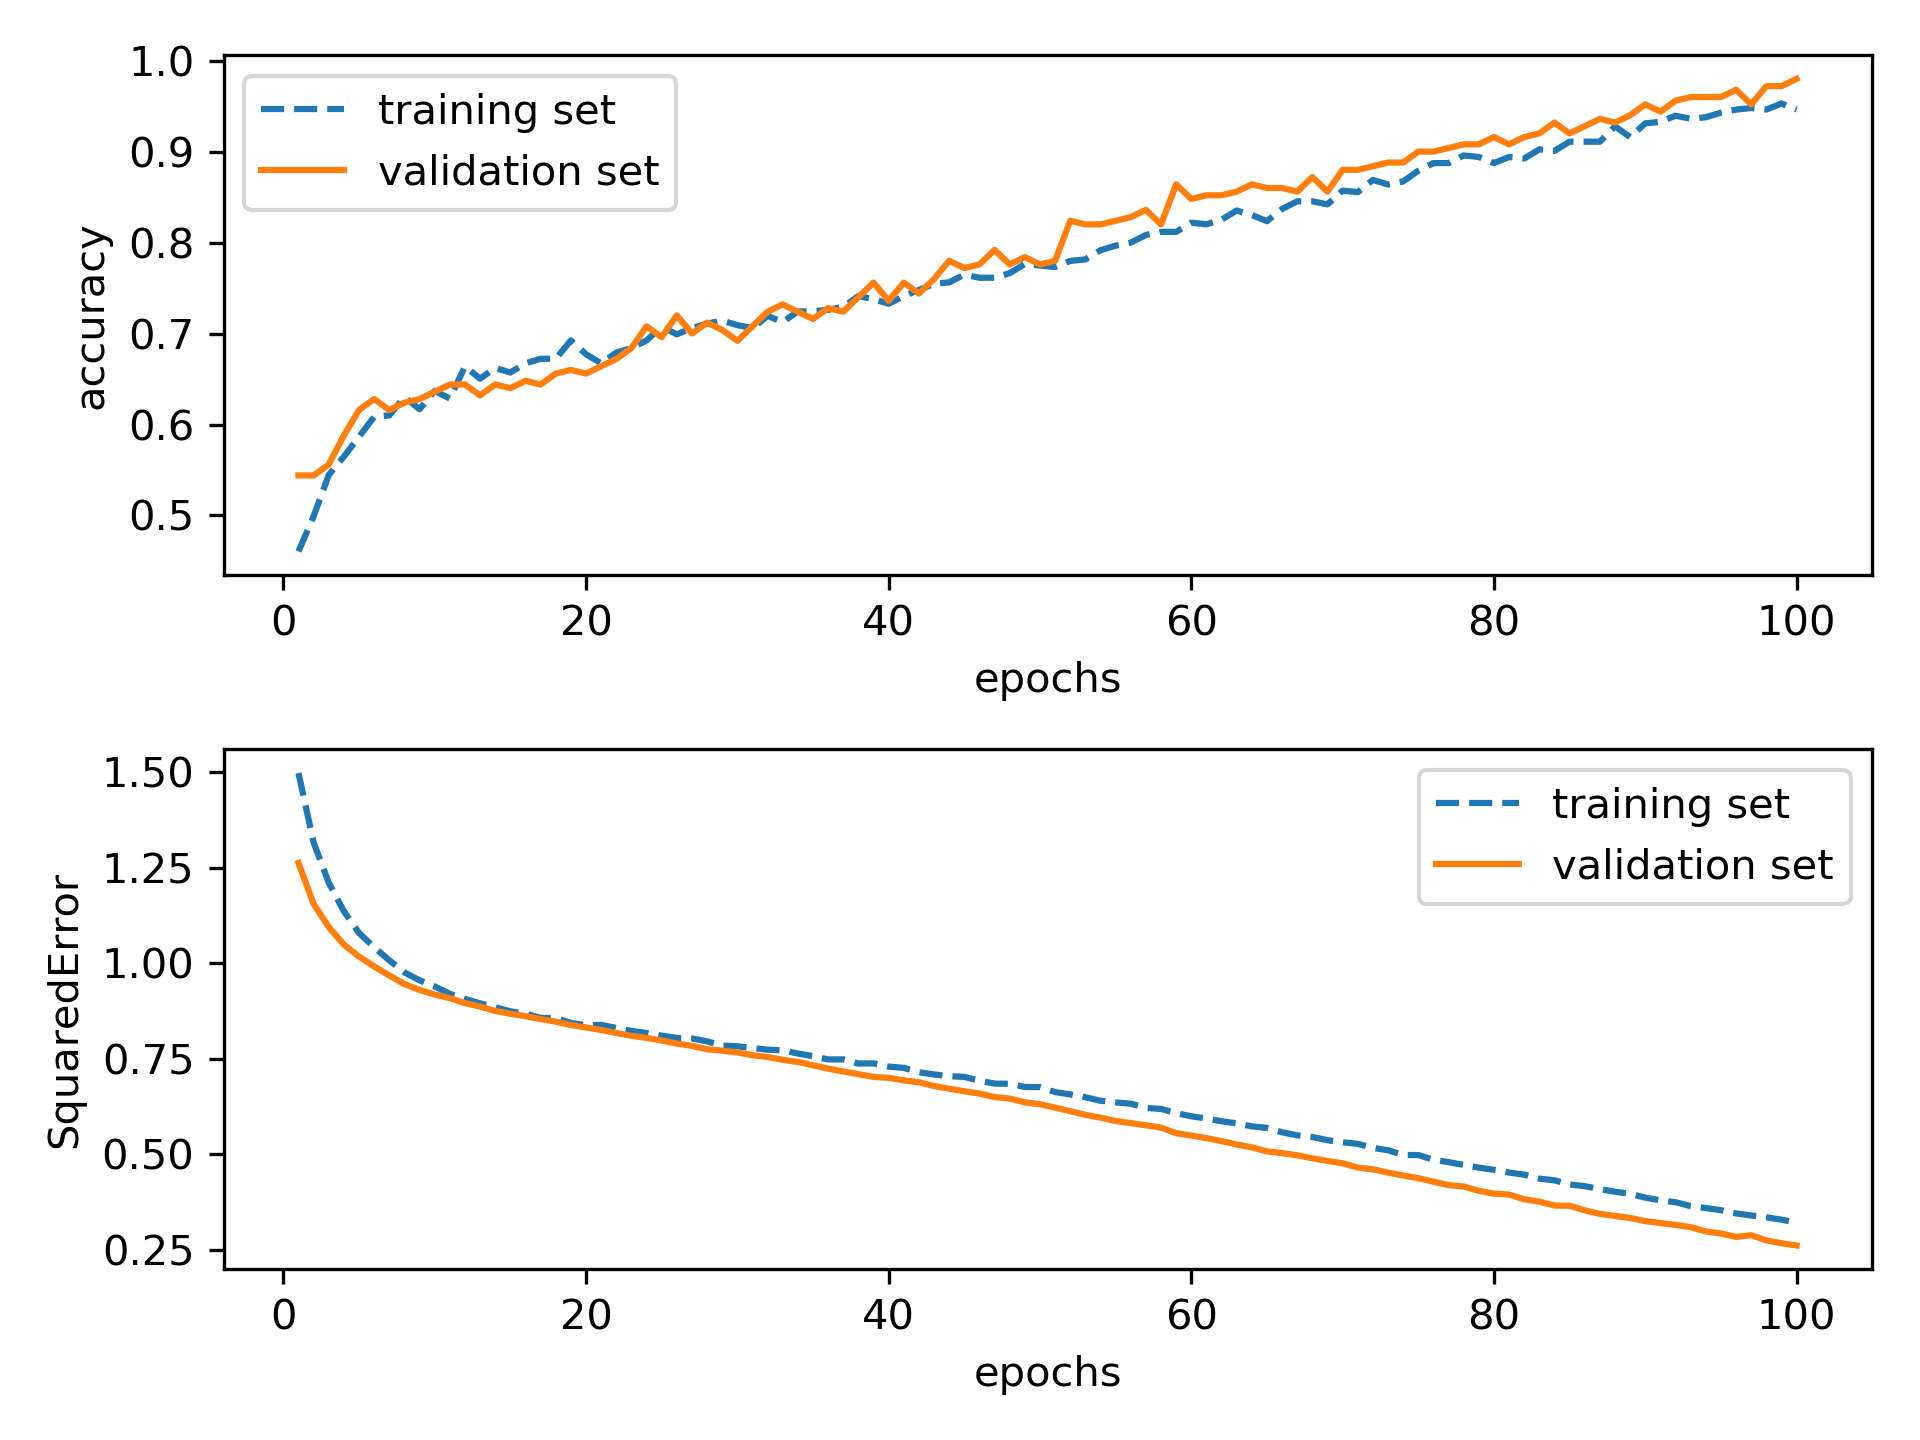 1.0
0.9
0.8
0.7
0.6
0.5
accuracy
training set
validation set
0 20 40 60 80 100
epochs
1.50
1.25
1.00
0.75
0.50
0.25
SquaredError
training set
validation set
0 20 40 60 80 100
epochs